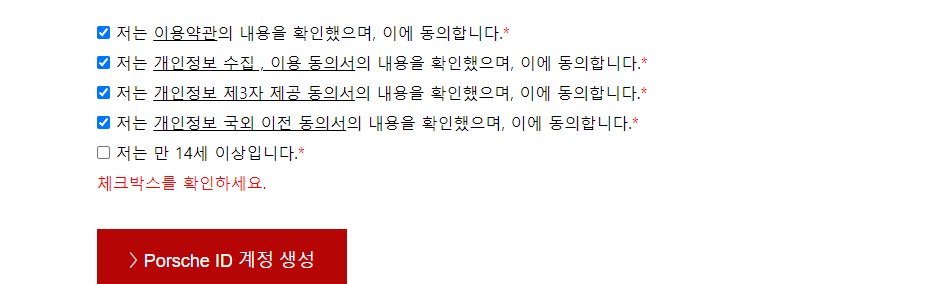 저는 이용약관의 내용을 확인했으며, 이에 동의합니다.*
저는 개인정보 수집 , 이용 동의서의 내용을 확인했으며, 이에 동의합니다.*
저는 개인정보 제3자 제공 동의서의 내용을 확인했으며, 이에 동의합니다.*
저는 개인정보 국외 이전 동의서의 내용을 확인했으며, 이에 동의합니다.*
저는 만 14세 이상입니다.*
체크박스를 확인하세요.
Porsche ID 계정 생성